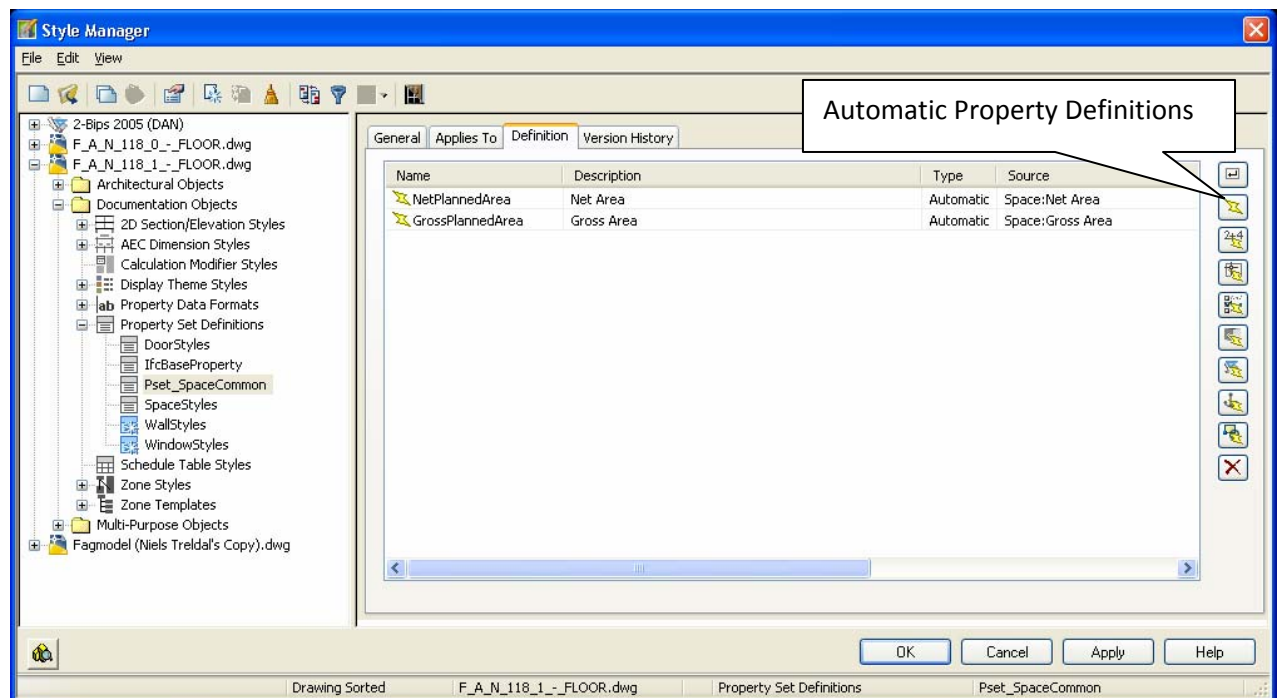 Style Manager
File Edit View
Automatic Property Definitions
2-Bips 2005 (DAN)
F_A_N_118_0_-_FLOOR.dwg
F_A_N_118_1_-_FLOOR.dwg
Architectural Objects
Documentation Objects
2D Section/Elevation Styles
AEC Dimension Styles
Calculation Modifier Styles
Display Theme Styles
ab Property Data Formats
Property Set Definitions
DoorStyles
IfcBaseProperty
Pset_SpaceCommon
SpaceStyles
WallStyles
WindowStyles
Schedule Table Styles
Zone Styles
Zone Templates
Multi-Purpose Objects
Fagmodel (Niels Treldal's Copy).dwg
General Applies To Definition Version History
Name Description Type Source
NetPlannedArea Net Area Automatic Space:Net Area
GrossPlannedArea Gross Area Automatic Space:Gross Area
2+4
OK Cancel Apply Help
Drawing Sorted F_A_N_118_1_-_FLOOR.dwg Property Set Definitions Pset_SpaceCommon